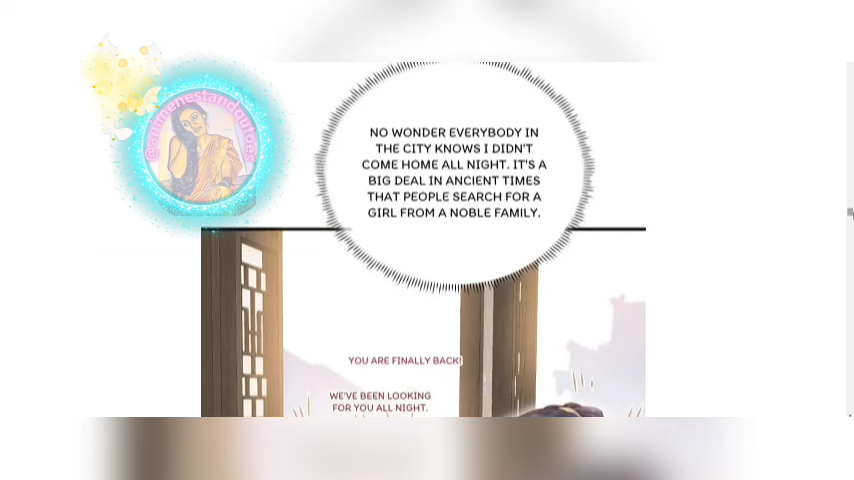 @animenestandqutoes
NO WONDER EVERYBODY IN
THE CITY KNOWS I DIDN'T
COME HOME ALL NIGHT. IT'S A
BIG DEAL IN ANCIENT TIMES
THAT PEOPLE SEARCH FOR A
GIRL FROM A NOBLE FAMILY.
YOU ARE FINALLY BACK!
WE'VE BEEN LOOKING
FOR YOU ALL NIGHT.